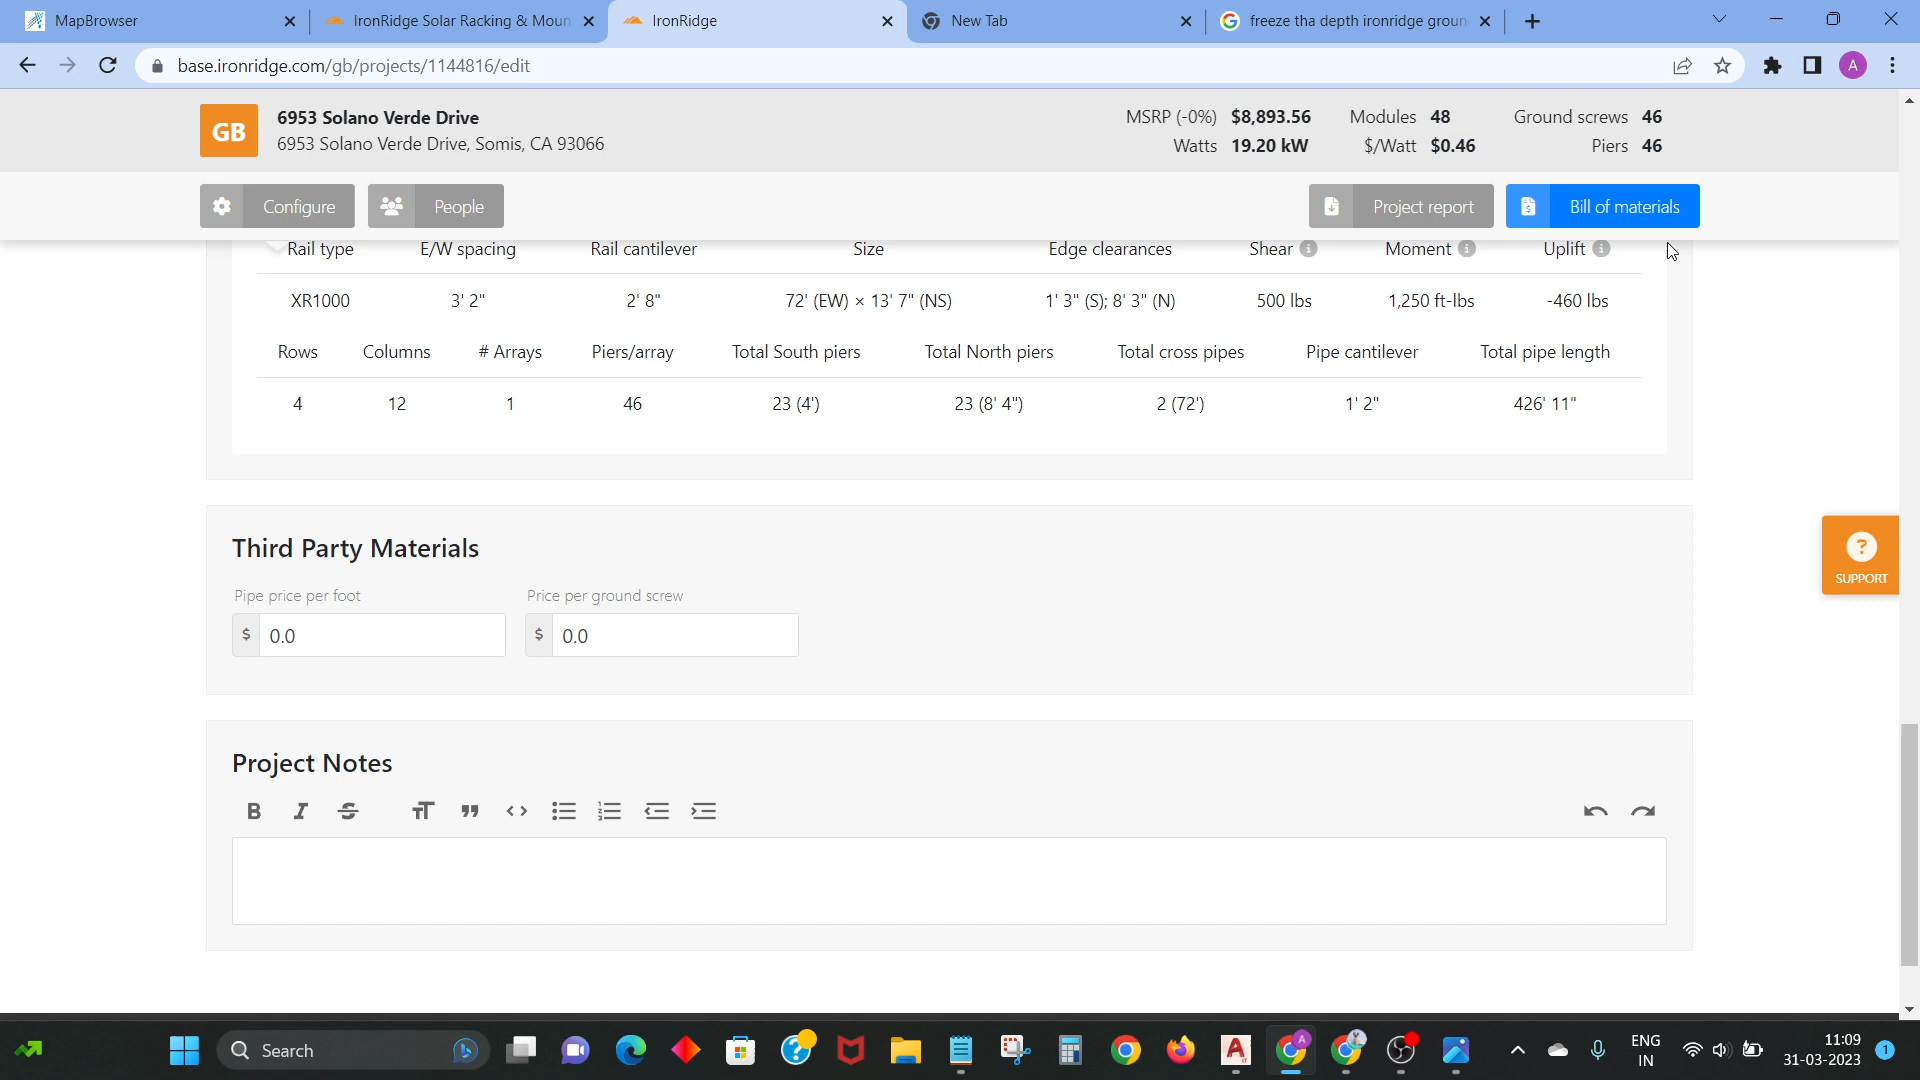 MapBrowser
IronRidge Solar Racking & Moun
IronRidge
New Tab
freeze tha depth ironridge groun
base.ironridge.com/gb/projects/1144816/edit
A
GB
6953 Solano Verde Drive
6953 Solano Verde Drive, Somis, CA 93066
MSRP (-0%) $8,893.56 Modules 48 Ground screws 46
Watts 19.20 kW $/Watt $0.46 Piers 46
Configure People Project report Bill of materials
Rail type E/W spacing Rail cantilever Size Edge clearances Shear Moment Uplift
XR1000 3' 2" 2' 8" 72' (EW) × 13' 7" (NS) 1' 3" (S); 8' 3" (N) 500 lbs 1,250 ft-lbs -460 lbs
Rows Columns # Arrays Piers/array Total South piers Total North piers Total cross pipes Pipe cantilever Total pipe length
4 12 1 46 23 (4') 23 (8' 4") 2 (72') 1' 2" 426' 11"
Third Party Materials
Pipe price per foot Price per ground screw
$ 0.0 $ 0.0
?
SUPPORT
Project Notes
Search
ENG
IN
11:09
31-03-2023
1